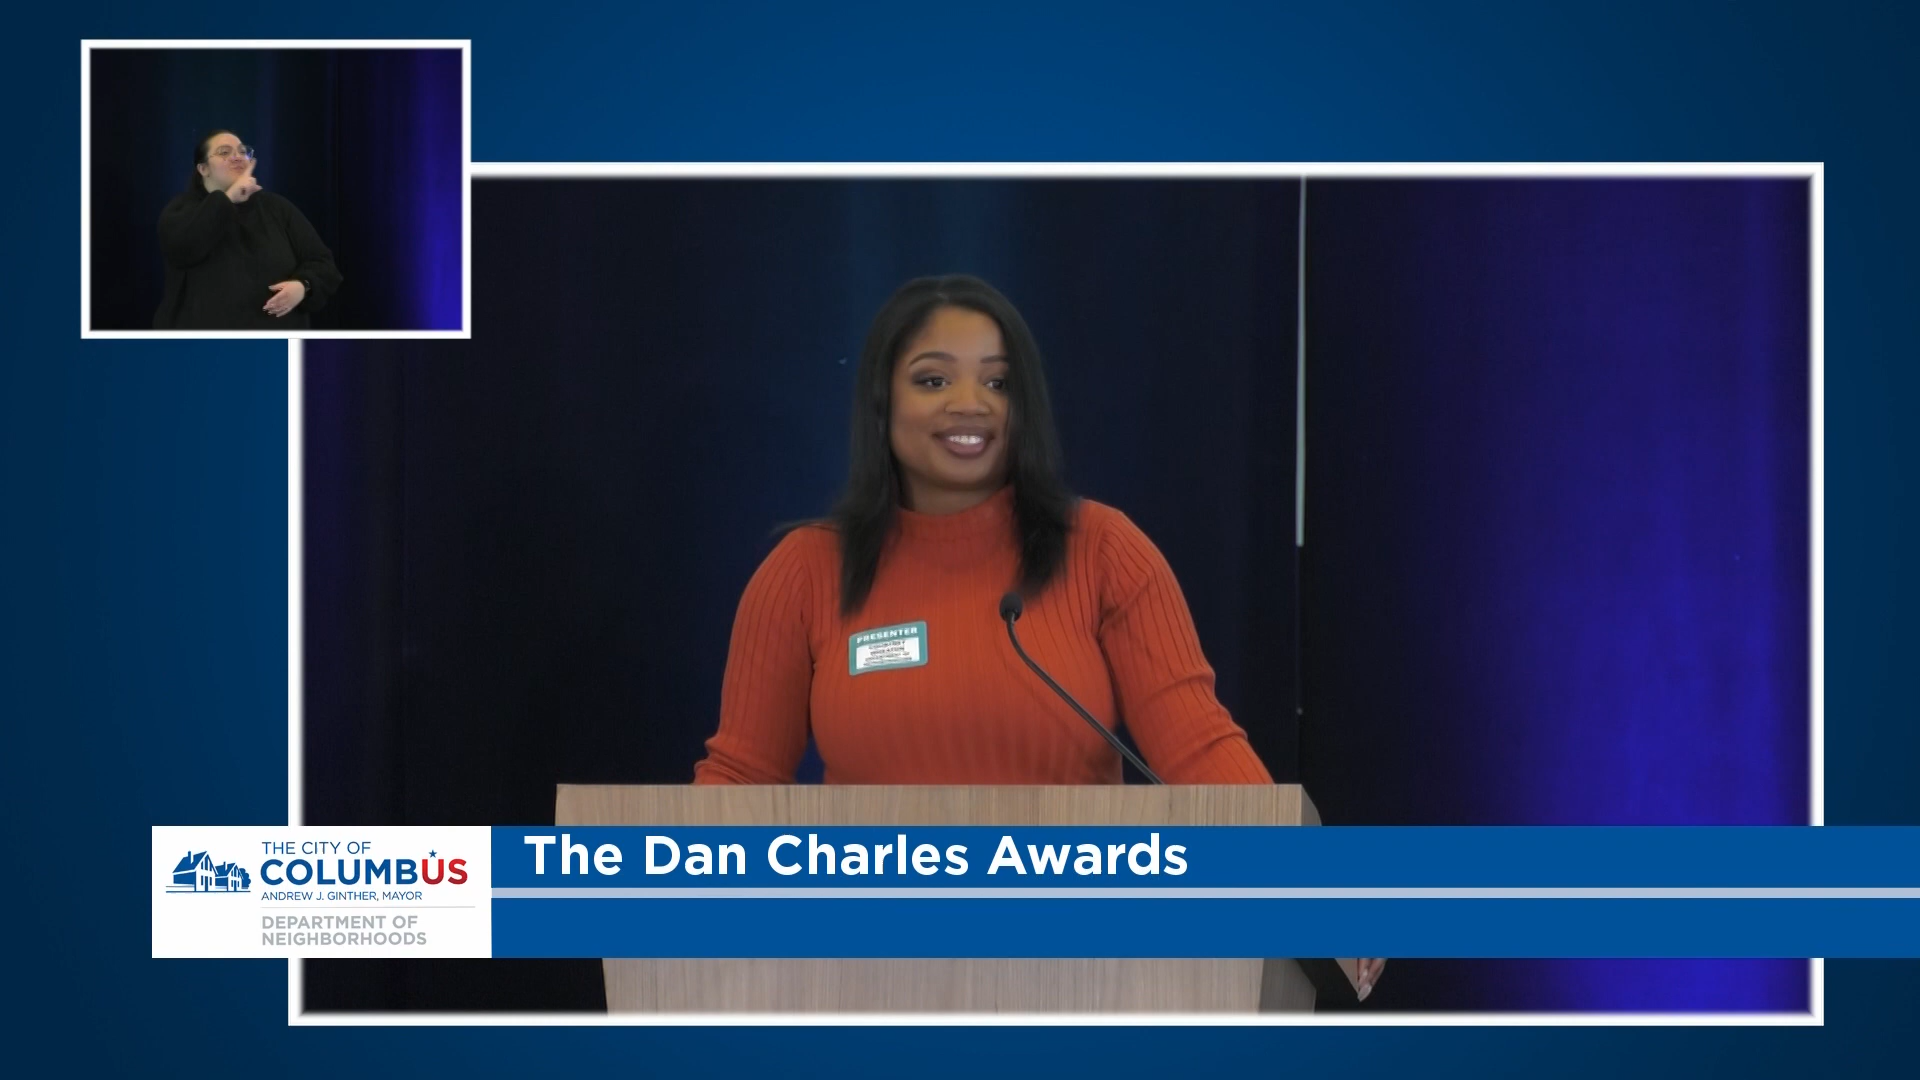 PRESENTER
The Dan Charles Awards
THE CITY OF
COLUMBUS
ANDREW J. GINTHER, MAYOR
DEPARTMENT OF
NEIGHBORHOODS